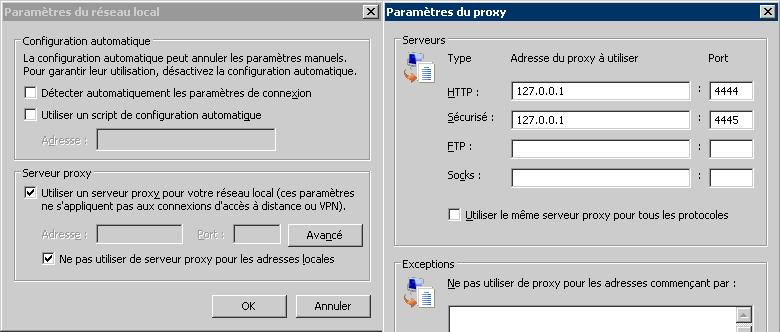 Paramètres du réseau local
Configuration automatique
La configuration automatique peut annuler les paramètres manuels.
Pour garantir leur utilisation, désactivez la configuration automatique.
Détecter automatiquement les paramètres de connexion
Utiliser un script de configuration automatique
Adresse :
Serveur proxy
Utiliser un serveur proxy pour votre réseau local (ces paramètres
ne s'appliquent pas aux connexions d'accès à distance ou VPN).
Adresse : Port : Avancé
Ne pas utiliser de serveur proxy pour les adresses locales
OK Annuler
Paramètres du proxy
Serveurs
Type Adresse du proxy à utiliser Port
HTTP : 127.0.0.1 : 4444
Sécurisé : 127.0.0.1 : 4445
FTP : :
Socks : :
Utiliser le même serveur proxy pour tous les protocoles
Exceptions
Ne pas utiliser de proxy pour les adresses commençant par :